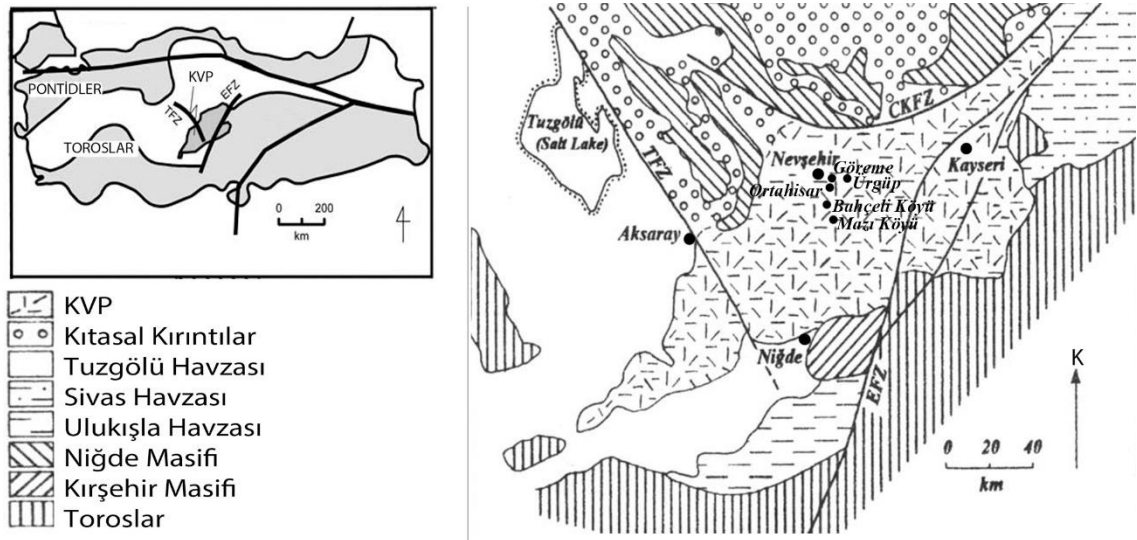 PONTİDLER
KVP
TFZ
EFZ
TOROSLAR
0 200
km
KVP
Kıtasal Kırıntılar
Tuzgölü Havzası
Sivas Havzası
Ulukışla Havzası
Niğde Masifi
Kırşehir Masifi
Toroslar
Tuzgölü
(Salt Lake)
TFZ
CKFZ
Nevşehir
Göreme
Ürgüp
Ortahisar
Bahçeli Köyü
Mazı Köyü
Kayseri
Aksaray
Niğde
EFZ
K
0 20 40
km